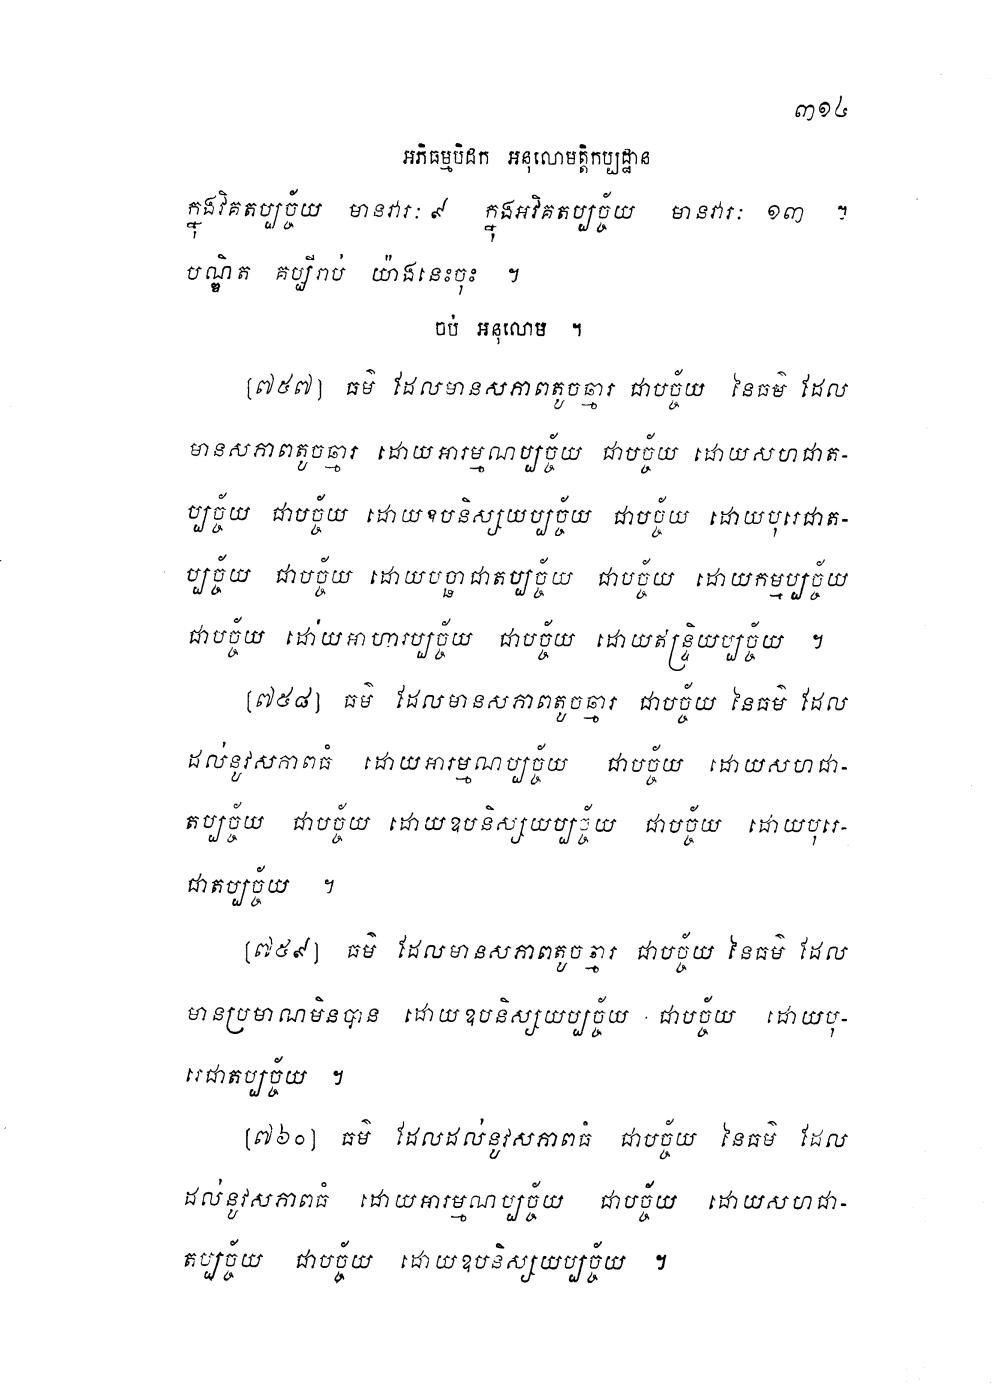 ៣១៤
អភិធម្មបិដក អនុលោមត្តិកប្បដ្ឋាន
ក្នុងវិគតប្បច្ច័យ មានវារៈ ៩ ក្នុងអវិគតប្បច្ច័យ មានវារៈ ១៣ ។
បណ្ឌិត គប្បីរាប់ យ៉ាងនេះចុះ ។
ចប់ អនុលោម ។
[៧៥៧] ធម៌ ដែលមានសភាពតូចឆ្មារ ជាបច្ច័យ នៃធម៌ ដែល
មានសភាពតូចឆ្មារ ដោយអារម្មណប្បច្ច័យ ជាបច្ច័យ ដោយសហជាត-
ប្បច្ច័យ ជាបច្ច័យ ដោយឧបនិស្សយប្បច្ច័យ ជាបច្ច័យ ដោយបុរេជាត-
ប្បច្ច័យ ជាបច្ច័យ ដោយបច្ឆាជាតប្បច្ច័យ ជាបច្ច័យ ដោយកម្មប្បច្ច័យ
ជាបច្ច័យ ដោយអាហារប្បច្ច័យ ជាបច្ច័យ ដោយឥន្ទ្រិយប្បច្ច័យ ។
[៧៥៨] ធម៌ ដែលមានសភាពតូចឆ្មារ ជាបច្ច័យ នៃធម៌ ដែល
ដល់នូវសភាពធំ ដោយអារម្មណប្បច្ច័យ ជាបច្ច័យ ដោយសហជា-
តប្បច្ច័យ ជាបច្ច័យ ដោយឧបនិស្សយប្បច្ច័យ ជាបច្ច័យ ដោយបុរេ-
ជាតប្បច្ច័យ ។
[៧៥៩] ធម៌ ដែលមានសភាពតូចឆ្មារ ជាបច្ច័យ នៃធម៌ ដែល
មានប្រមាណមិនបាន ដោយឧបនិស្សយប្បច្ច័យ ជាបច្ច័យ ដោយបុ-
រេជាតប្បច្ច័យ ។
[៧៦០] ធម៌ ដែលដល់នូវសភាពធំ ជាបច្ច័យ នៃធម៌ ដែល
ដល់នូវសភាពធំ ដោយអារម្មណប្បច្ច័យ ជាបច្ច័យ ដោយសហជា-
តប្បច្ច័យ ជាបច្ច័យ ដោយឧបនិស្សយប្បច្ច័យ ។